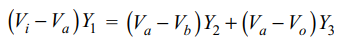 (V_i − V_a)Y_1 = (V_a − V_b)Y_2 + (V_a − V_o)Y_3